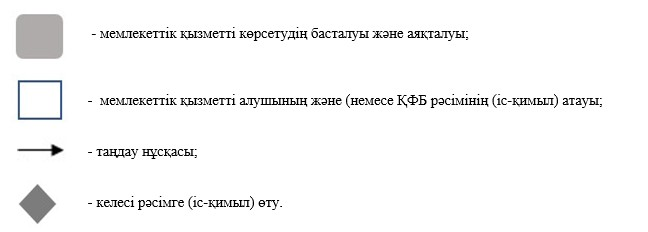 - мемлекеттік қызметті көрсетудің басталуы және аяқталуы;
- мемлекеттік қызметті алушының және (немесе ҚФБ рәсімінің (іс-қимыл) атауы;
- таңдау нұсқасы;
- келесі рәсімге (іс-қимыл) өту.